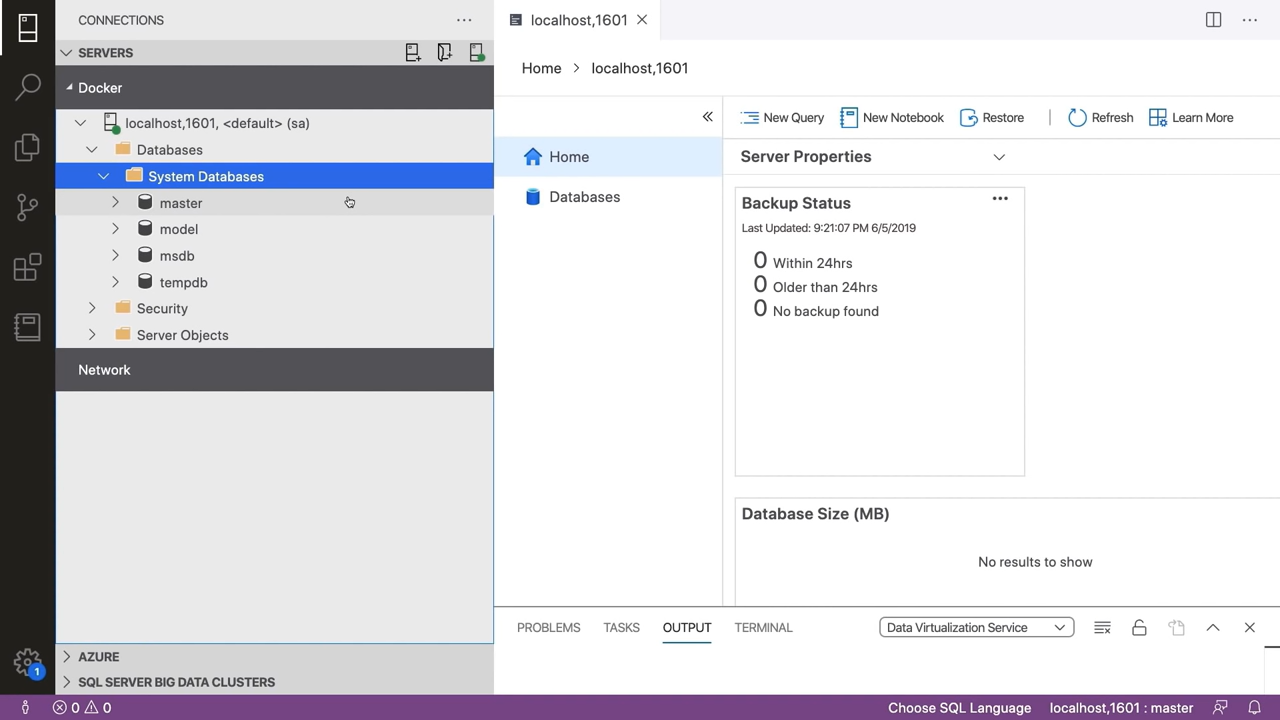 CONNECTIONS
SERVERS
Docker
localhost,1601, <default> (sa)
Databases
System Databases
master
model
msdb
tempdb
Security
Server Objects
Network
AZURE
SQL SERVER BIG DATA CLUSTERS
1
localhost,1601
Home > localhost,1601
Home
Databases
New Query
New Notebook
Restore
Refresh
Learn More
Server Properties
Backup Status
Last Updated: 9:21:07 PM 6/5/2019
0 Within 24hrs
0 Older than 24hrs
0 No backup found
Database Size (MB)
No results to show
PROBLEMS TASKS OUTPUT TERMINAL
Data Virtualization Service
0 0
Choose SQL Language
localhost,1601 : master